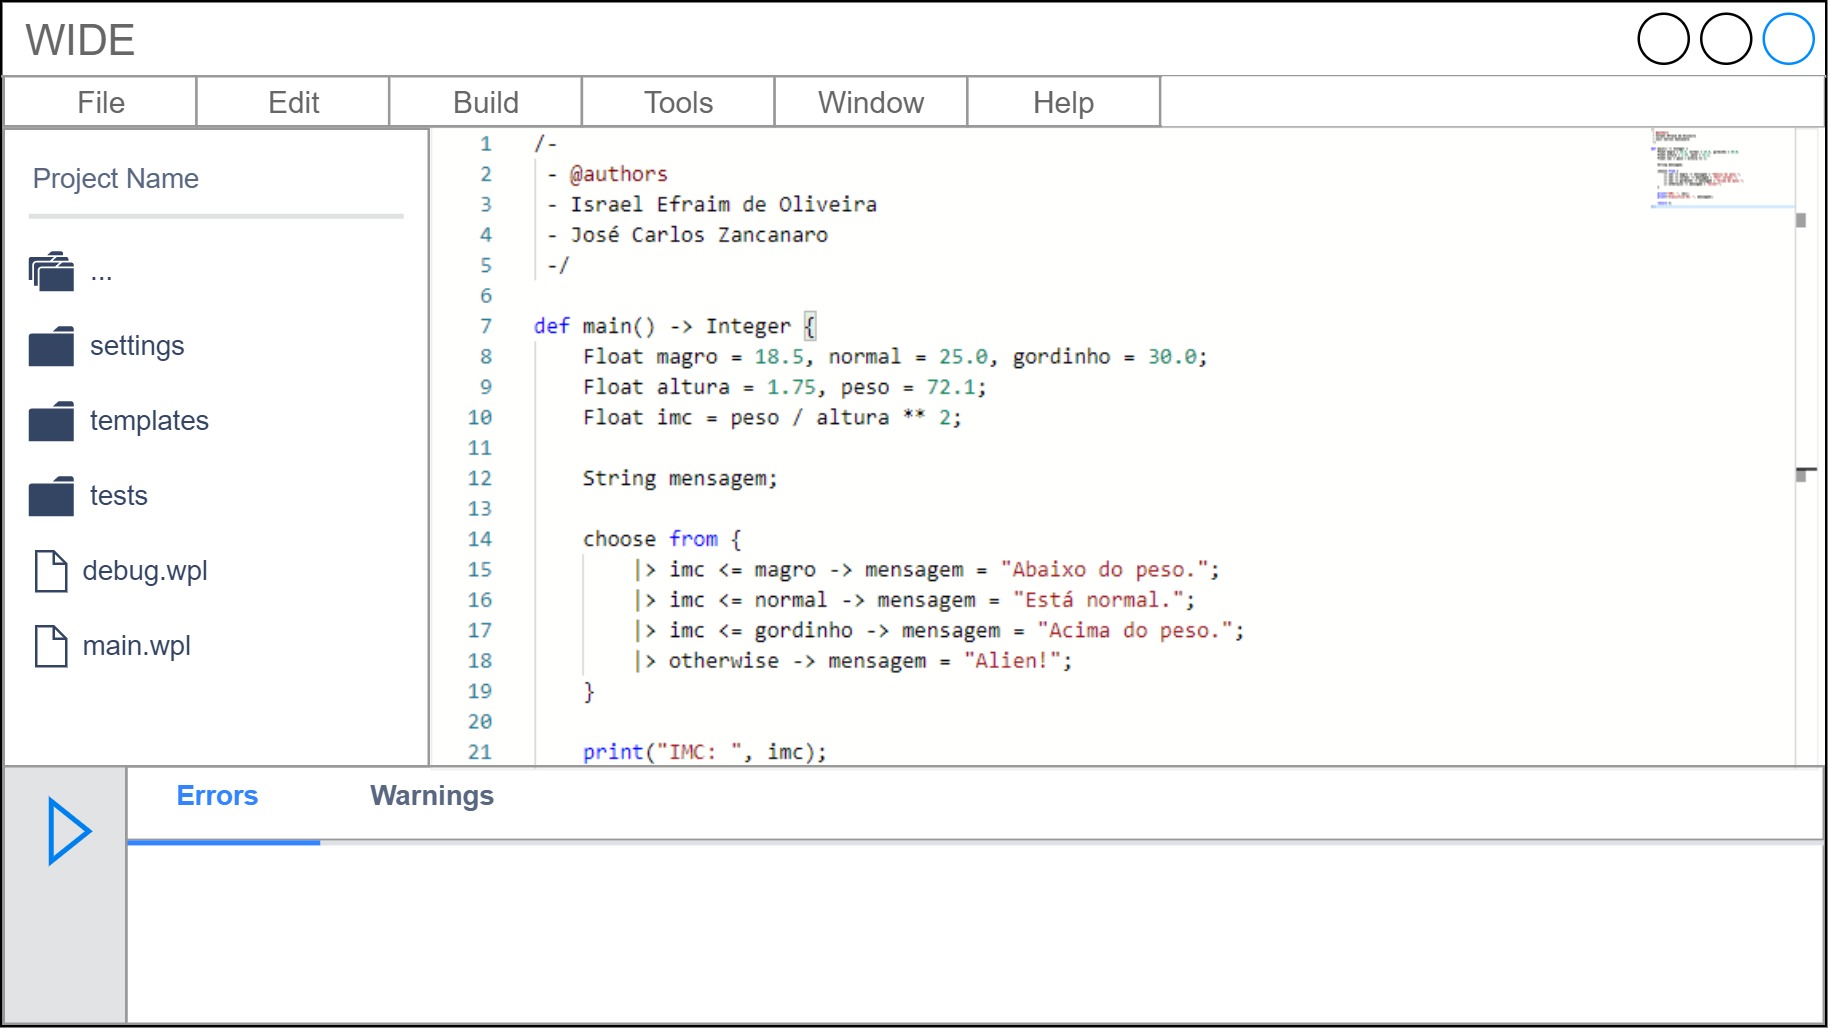 WIDE
File Edit Build Tools Window Help
Project Name
...
settings
templates
tests
debug.wpl
main.wpl
1 /-
2 - @authors
3 - Israel Efraim de Oliveira
4 - José Carlos Zancanaro
5 -/
6
7 def main() -> Integer {
8 Float magro = 18.5, normal = 25.0, gordinho = 30.0;
9 Float altura = 1.75, peso = 72.1;
10 Float imc = peso / altura ** 2;
11
12 String mensagem;
13
14 choose from {
15 |> imc <= magro -> mensagem = "Abaixo do peso.";
16 |> imc <= normal -> mensagem = "Está normal.";
17 |> imc <= gordinho -> mensagem = "Acima do peso.";
18 |> otherwise -> mensagem = "Alien!";
19 }
20
21 print("IMC: ", imc);
Errors Warnings